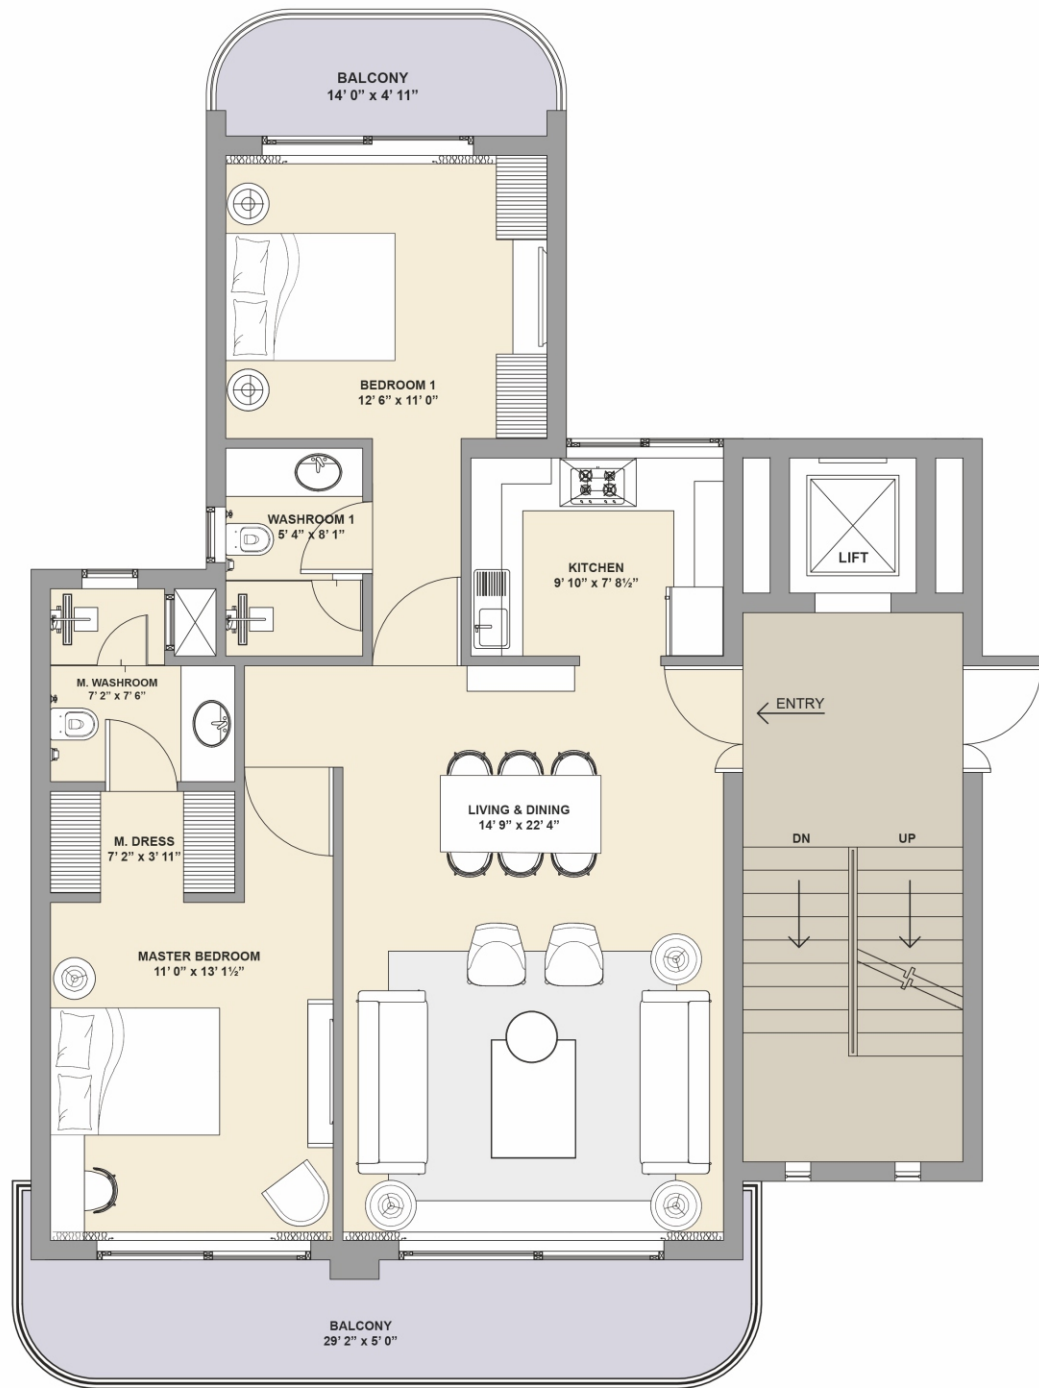 BALCONY
14' 0" x 4' 11"
BEDROOM 1
12' 6" x 11' 0"
WASHROOM 1
5' 4" x 8' 1"
KITCHEN
9' 10" x 7' 8½"
LIFT
M. WASHROOM
7' 2" x 7' 6"
ENTRY
LIVING & DINING
14' 9" x 22' 4"
M. DRESS
7' 2" x 3' 11"
DN
UP
MASTER BEDROOM
11' 0" x 13' 1½"
BALCONY
29' 2" x 5' 0"